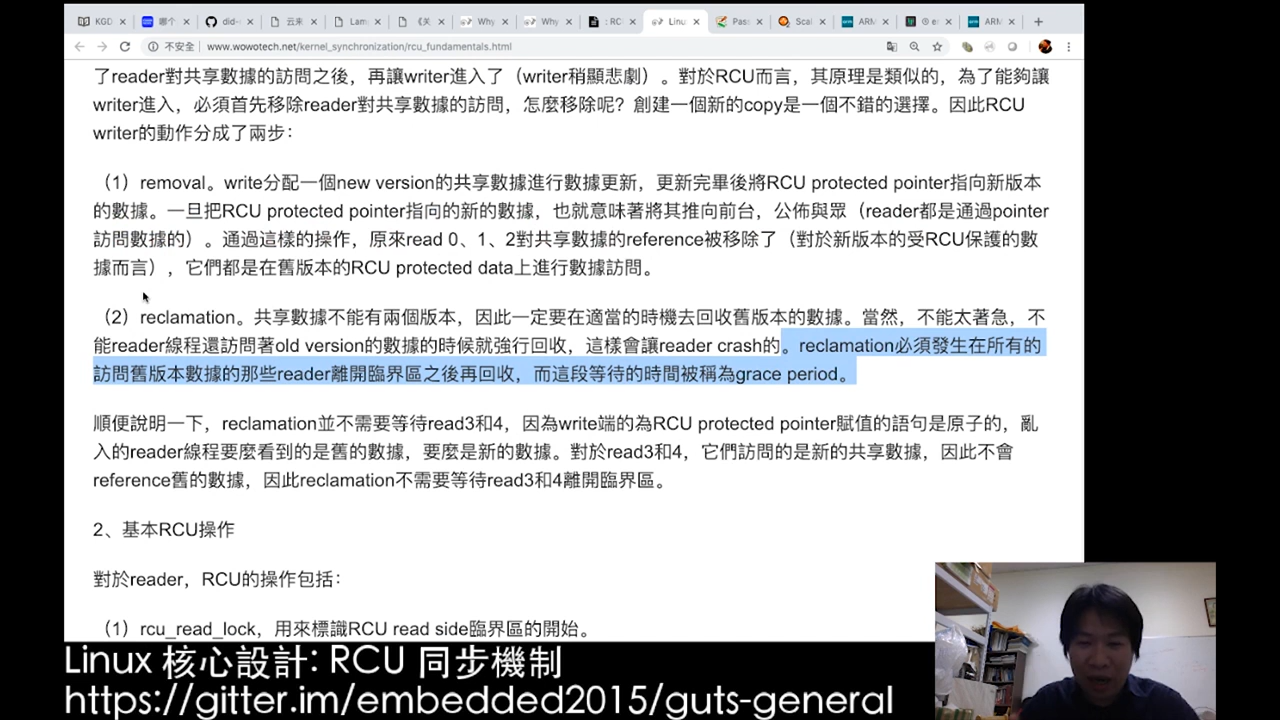 KGD
哪个
did-
云来
Lam
《关
Why
Why
: RC
Linu
Pas
Scal
ARM
ARM
不安全
www.wowotech.net/kernel_synchronization/rcu_fundamentals.html
了reader對共享數據的訪問之後，再讓writer進入了（writer稍顯悲劇）。對於RCU而言，其原理是類似的，為了能夠讓
writer進入，必須首先移除reader對共享數據的訪問，怎麼移除呢？創建一個新的copy是一個不錯的選擇。因此RCU
writer的動作分成了兩步：
（1）removal。write分配一個new version的共享數據進行數據更新，更新完畢後將RCU protected pointer指向新版本
的數據。一旦把RCU protected pointer指向的新的數據，也就意味著將其推向前台，公佈與眾（reader都是通過pointer
訪問數據的）。通過這樣的操作，原來read 0、1、2對共享數據的reference被移除了（對於新版本的受RCU保護的數
據而言），它們都是在舊版本的RCU protected data上進行數據訪問。
（2）reclamation。共享數據不能有兩個版本，因此一定要在適當的時機去回收舊版本的數據。當然，不能太著急，不
能reader線程還訪問著old version的數據的時候就強行回收，這樣會讓reader crash的。reclamation必須發生在所有的
訪問舊版本數據的那些reader離開臨界區之後再回收，而這段等待的時間被稱為grace period。
順便說明一下，reclamation並不需要等待read3和4，因為write端的為RCU protected pointer賦值的語句是原子的，亂
入的reader線程要麼看到的是舊的數據，要麼是新的數據。對於read3和4，它們訪問的是新的共享數據，因此不會
reference舊的數據，因此reclamation不需要等待read3和4離開臨界區。
2、基本RCU操作
對於reader，RCU的操作包括：
（1）rcu_read_lock，用來標識RCU read side臨界區的開始。
Linux 核心設計: RCU 同步機制
https://gitter.im/embedded2015/guts-general